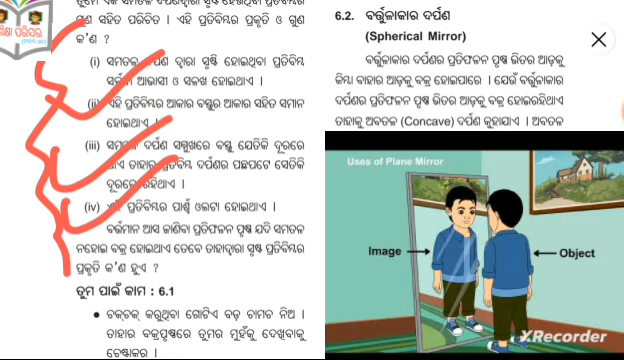 ତୁମେ ଏକ ସମତଳ ଦର୍ପଣଦ୍ୱାରା ସୃଷ୍ଟ ହେଉଥିବା ପ୍ରତିବିମ୍ବର
ଗୁଣ ସହିତ ପରିଚିତ । ଏହି ପ୍ରତିବିମ୍ବର ପ୍ରକୃତି ଓ ଗୁଣ
କ'ଣ ?
(i) ସମତଳ ଦର୍ପଣ ଦ୍ୱାରା ସୃଷ୍ଟି ହୋଇଥିବା ପ୍ରତିବିମ୍ବ
ସର୍ବଦା ଆଭାସୀ ଓ ସଳଖ ହୋଇଥାଏ ।
(ii) ଏହି ପ୍ରତିବିମ୍ବର ଆକାର ବସ୍ତୁର ଆକାର ସହିତ ସମାନ
ହୋଇଥାଏ ।
(iii) ସମତଳ ଦର୍ପଣ ସମ୍ମୁଖରେ ବସ୍ତୁ ଯେତିକି ଦୂରରେ
ଥାଏ ତାହାର ପ୍ରତିବିମ୍ବ ଦର୍ପଣର ପଛପଟେ ସେତିକି
ଦୂରରେ ରହିଥାଏ ।
(iv) ଏହି ପ୍ରତିବିମ୍ବର ପାର୍ଶ୍ୱ ଓଲଟା ହୋଇଥାଏ ।
ବର୍ତ୍ତମାନ ଆସ ଜାଣିବା ପ୍ରତିଫଳନ ପୃଷ୍ଠ ଯଦି ସମତଳ
ନହୋଇ ବକ୍ର ହୋଇଥାଏ ତେବେ ତାହାଦ୍ୱାରା ସୃଷ୍ଟ ପ୍ରତିବିମ୍ବର
ପ୍ରକୃତି କ'ଣ ହୁଏ ?
ତୁମ ପାଇଁ କାମ : 6.1
• ଚକ୍‌ଚକ୍ କରୁଥିବା ଗୋଟିଏ ବଡ଼ ଚାମଚ ନିଅ ।
ତାହାର ବକ୍ରପୃଷ୍ଠରେ ତୁମର ମୁହଁକୁ ଦେଖିବାକୁ
ଚେଷ୍ଟାକର ।
6.2. ବର୍ତ୍ତୁଳାକାର ଦର୍ପଣ
(Spherical Mirror)
ବର୍ତ୍ତୁଳାକାର ଦର୍ପଣର ପ୍ରତିଫଳନ ପୃଷ୍ଠ ଭିତର ଆଡ଼କୁ
କିମ୍ବା ବାହାର ଆଡ଼କୁ ବକ୍ର ହୋଇପାରେ । ଯେଉଁ ବର୍ତ୍ତୁଳାକାର
ଦର୍ପଣର ପ୍ରତିଫଳନ ପୃଷ୍ଠ ଭିତର ଆଡ଼କୁ ବକ୍ର ହୋଇରହିଥାଏ
ତାହାକୁ ଅବତଳ (Concave) ଦର୍ପଣ କୁହାଯାଏ । ଅବତଳ
Uses of Plane Mirror
Image
Object
XRecorder